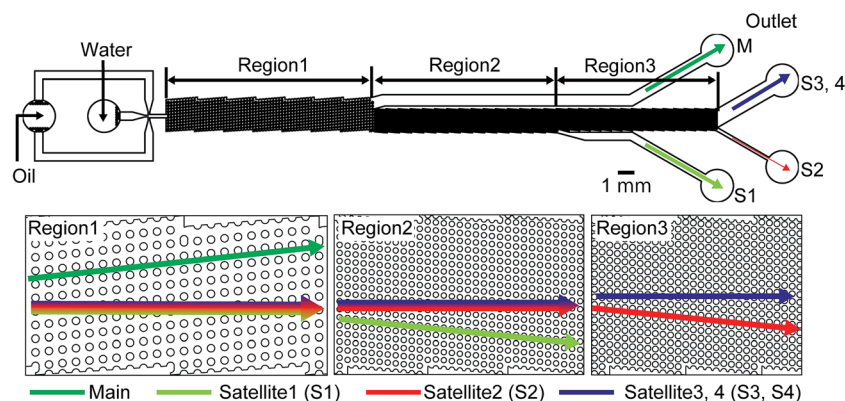 Outlet
Water
M
Region1
Region2
Region3
S3, 4
Oil
S2
1 mm
S1
Region1
Region2
Region3
Main
Satellite1 (S1)
Satellite2 (S2)
Satellite3, 4 (S3, S4)